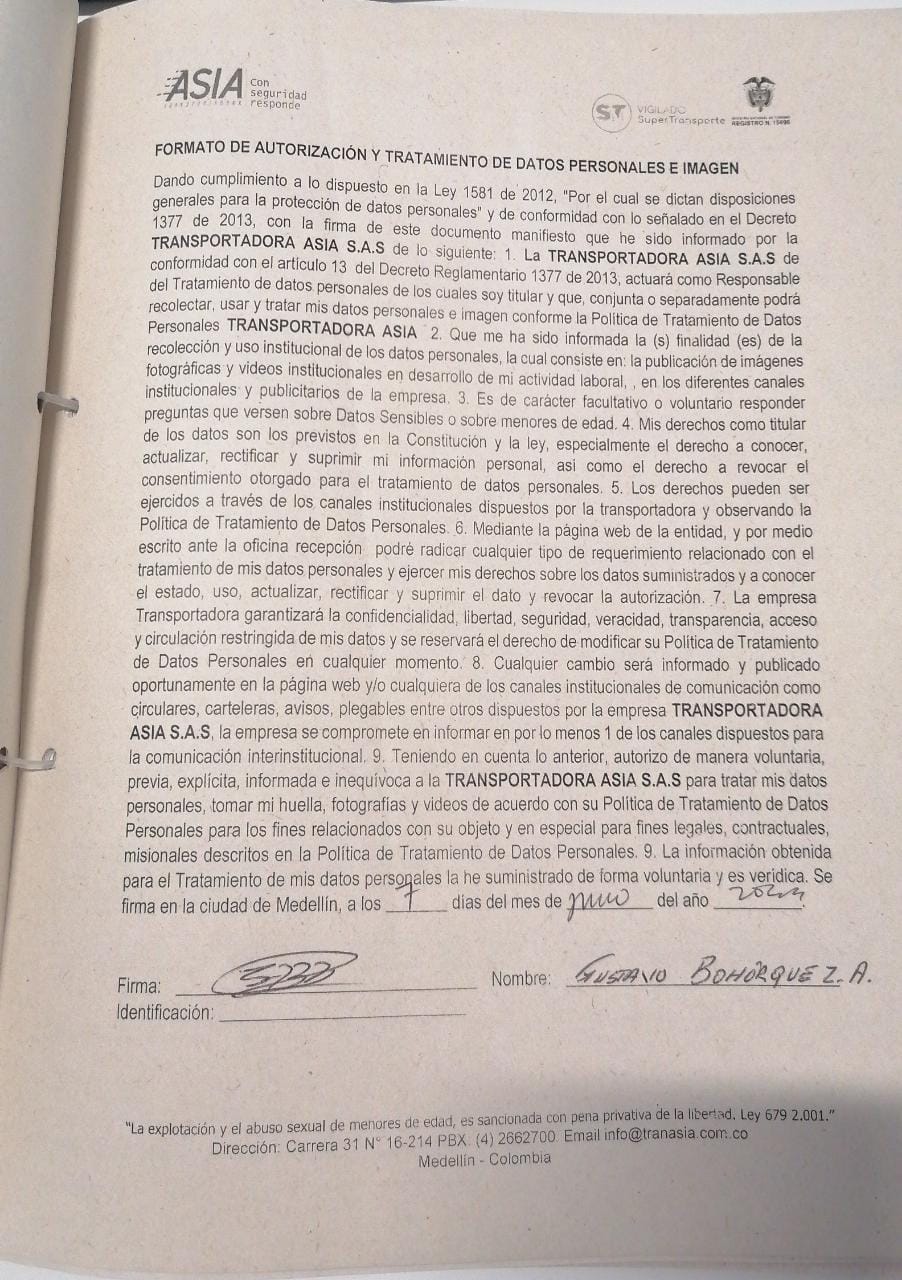 ASIA Con
seguridad
responde
ST VIGILADO
SuperTransporte
REGISTRO N. 15496
FORMATO DE AUTORIZACIÓN Y TRATAMIENTO DE DATOS PERSONALES E IMAGEN
Dando cumplimiento a lo dispuesto en la Ley 1581 de 2012, "Por el cual se dictan disposiciones
generales para la protección de datos personales" y de conformidad con lo señalado en el Decreto
1377 de 2013, con la firma de este documento manifiesto que he sido informado por la
TRANSPORTADORA ASIA S.A.S de lo siguiente: 1. La TRANSPORTADORA ASIA S.A.S de
conformidad con el artículo 13 del Decreto Reglamentario 1377 de 2013, actuará como Responsable
del Tratamiento de datos personales de los cuales soy titular y que, conjunta o separadamente podrá
recolectar, usar y tratar mis datos personales e imagen conforme la Política de Tratamiento de Datos
Personales TRANSPORTADORA ASIA 2. Que me ha sido informada la (s) finalidad (es) de la
recolección y uso institucional de los datos personales, la cual consiste en: la publicación de imágenes
fotográficas y videos institucionales en desarrollo de mi actividad laboral, , en los diferentes canales
institucionales y publicitarios de la empresa. 3. Es de carácter facultativo o voluntario responder
preguntas que versen sobre Datos Sensibles o sobre menores de edad. 4. Mis derechos como titular
de los datos son los previstos en la Constitución y la ley, especialmente el derecho a conocer,
actualizar, rectificar y suprimir mi información personal, así como el derecho a revocar el
consentimiento otorgado para el tratamiento de datos personales. 5. Los derechos pueden ser
ejercidos a través de los canales institucionales dispuestos por la transportadora y observando la
Política de Tratamiento de Datos Personales. 6. Mediante la página web de la entidad, y por medio
escrito ante la oficina recepción podré radicar cualquier tipo de requerimiento relacionado con el
tratamiento de mis datos personales y ejercer mis derechos sobre los datos suministrados y a conocer
el estado, uso, actualizar, rectificar y suprimir el dato y revocar la autorización. 7. La empresa
Transportadora garantizará la confidencialidad, libertad, seguridad, veracidad, transparencia, acceso
y circulación restringida de mis datos y se reservará el derecho de modificar su Política de Tratamiento
de Datos Personales en cualquier momento. 8. Cualquier cambio será informado y publicado
oportunamente en la página web y/o cualquiera de los canales institucionales de comunicación como
circulares, carteleras, avisos, plegables entre otros dispuestos por la empresa TRANSPORTADORA
ASIA S.A.S, la empresa se compromete en informar en por lo menos 1 de los canales dispuestos para
la comunicación interinstitucional. 9. Teniendo en cuenta lo anterior, autorizo de manera voluntaria,
previa, explícita, informada e inequívoca a la TRANSPORTADORA ASIA S.A.S para tratar mis datos
personales, tomar mi huella, fotografías y videos de acuerdo con su Política de Tratamiento de Datos
Personales para los fines relacionados con su objeto y en especial para fines legales, contractuales,
misionales descritos en la Política de Tratamiento de Datos Personales. 9. La información obtenida
para el Tratamiento de mis datos personales la he suministrado de forma voluntaria y es verídica. Se
firma en la ciudad de Medellín, a los 7 días del mes de del año
Firma: Nombre: GUSTAVO BOHÓRQUEZ. A.
Identificación:
"La explotación y el abuso sexual de menores de edad, es sancionada con pena privativa de la libertad. Ley 679 2.001."
Dirección: Carrera 31 N° 16-214 PBX. (4) 2662700. Email info@tranasia.com.co
Medellín - Colombia